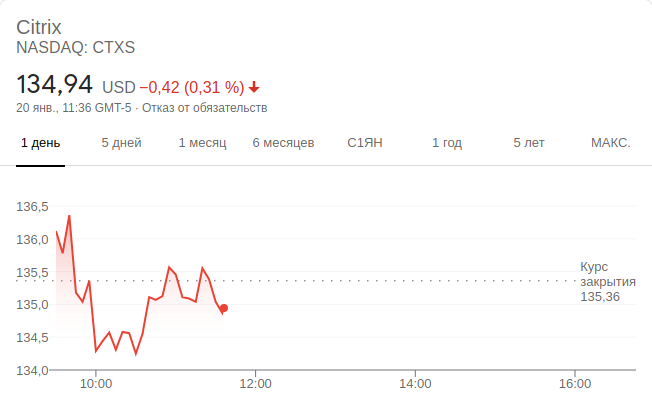 Citrix
NASDAQ: CTXS
134,94 USD −0,42 (0,31 %)
20 янв., 11:36 GMT-5 · Отказ от обязательств
1 день 5 дней 1 месяц 6 месяцев С1ЯН 1 год 5 лет МАКС.
136,5
136,0
135,5
135,0
134,5
134,0
Курс
закрытия
135,36
10:00 12:00 14:00 16:00